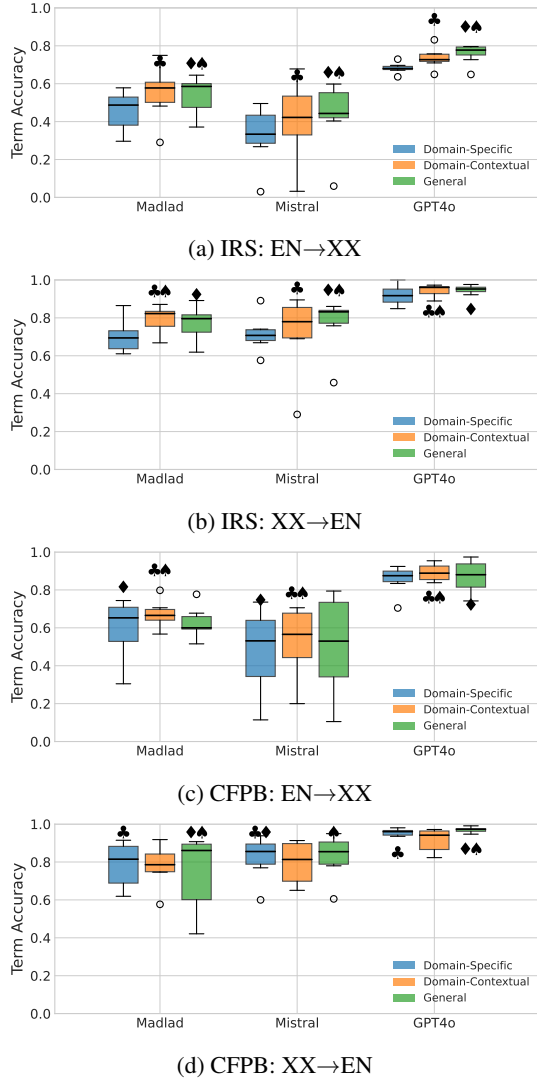 1.0
0.8
0.6
0.4
0.2
0.0
Term Accuracy
♣ ♦♠ ♣ ♦♠ ♣ ♦♠
Domain-Specific
Domain-Contextual
General
Madlad Mistral GPT4o
(a) IRS: EN→XX
1.0
0.8
0.6
0.4
0.2
0.0
Term Accuracy
♣♠ ♦ ♣ ♦♠ ♣♠ ♦
Domain-Specific
Domain-Contextual
General
Madlad Mistral GPT4o
(b) IRS: XX→EN
1.0
0.8
0.6
0.4
0.2
0.0
Term Accuracy
♦ ♣♠ ♦ ♣♠ ♣♠ ♦
Domain-Specific
Domain-Contextual
General
Madlad Mistral GPT4o
(c) CFPB: EN→XX
1.0
0.8
0.6
0.4
0.2
0.0
Term Accuracy
♣ ♦♠ ♣♦ ♠ ♣ ♦♠
Domain-Specific
Domain-Contextual
General
Madlad Mistral GPT4o
(d) CFPB: XX→EN